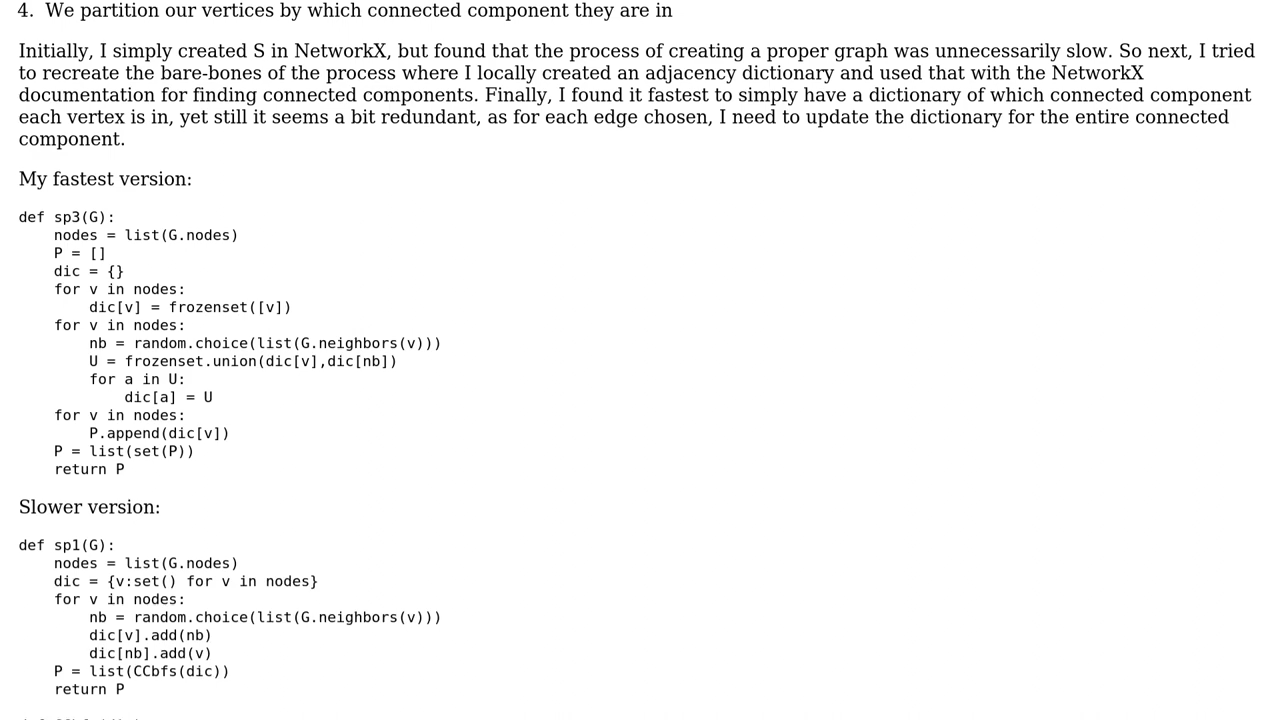 4. We partition our vertices by which connected component they are in
Initially, I simply created S in NetworkX, but found that the process of creating a proper graph was unnecessarily slow. So next, I tried
to recreate the bare-bones of the process where I locally created an adjacency dictionary and used that with the NetworkX
documentation for finding connected components. Finally, I found it fastest to simply have a dictionary of which connected component
each vertex is in, yet still it seems a bit redundant, as for each edge chosen, I need to update the dictionary for the entire connected
component.
My fastest version:
def sp3(G):
    nodes = list(G.nodes)
    P = []
    dic = {}
    for v in nodes:
        dic[v] = frozenset([v])
    for v in nodes:
        nb = random.choice(list(G.neighbors(v)))
        U = frozenset.union(dic[v],dic[nb])
        for a in U:
            dic[a] = U
    for v in nodes:
        P.append(dic[v])
    P = list(set(P))
    return P
Slower version:
def sp1(G):
    nodes = list(G.nodes)
    dic = {v:set() for v in nodes}
    for v in nodes:
        nb = random.choice(list(G.neighbors(v)))
        dic[v].add(nb)
        dic[nb].add(v)
    P = list(CCbfs(dic))
    return P